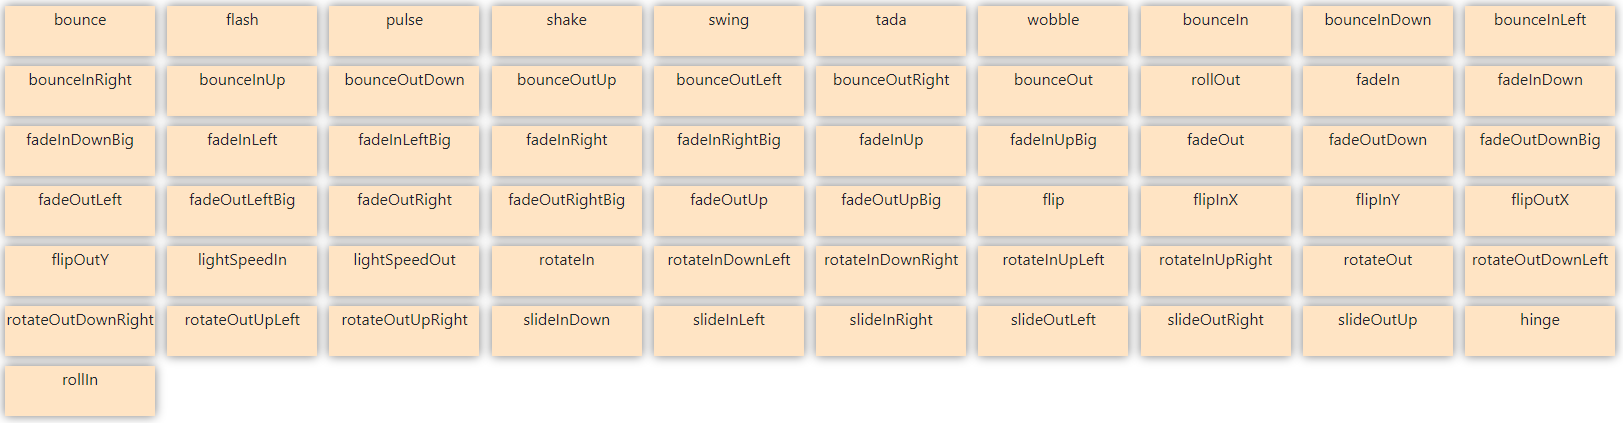 bounce flash pulse shake swing tada wobble bounceIn bounceInDown bounceInLeft
bounceInRight bounceInUp bounceOutDown bounceOutUp bounceOutLeft bounceOutRight bounceOut rollOut fadeIn fadeInDown
fadeInDownBig fadeInLeft fadeInLeftBig fadeInRight fadeInRightBig fadeInUp fadeInUpBig fadeOut fadeOutDown fadeOutDownBig
fadeOutLeft fadeOutLeftBig fadeOutRight fadeOutRightBig fadeOutUp fadeOutUpBig flip flipInX flipInY flipOutX
flipOutY lightSpeedIn lightSpeedOut rotateIn rotateInDownLeft rotateInDownRight rotateInUpLeft rotateInUpRight rotateOut rotateOutDownLeft
rotateOutDownRight rotateOutUpLeft rotateOutUpRight slideInDown slideInLeft slideInRight slideOutLeft slideOutRight slideOutUp hinge
rollIn